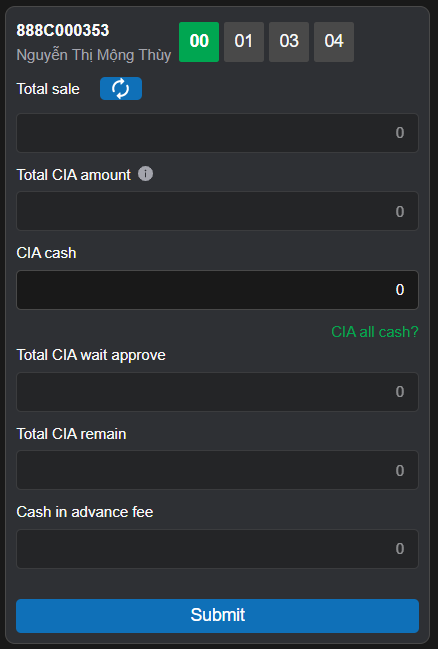 888C000353
Nguyễn Thị Mộng Thùy
00 01 03 04
Total sale
0
Total CIA amount
0
CIA cash
0
CIA all cash?
Total CIA wait approve
0
Total CIA remain
0
Cash in advance fee
0
Submit